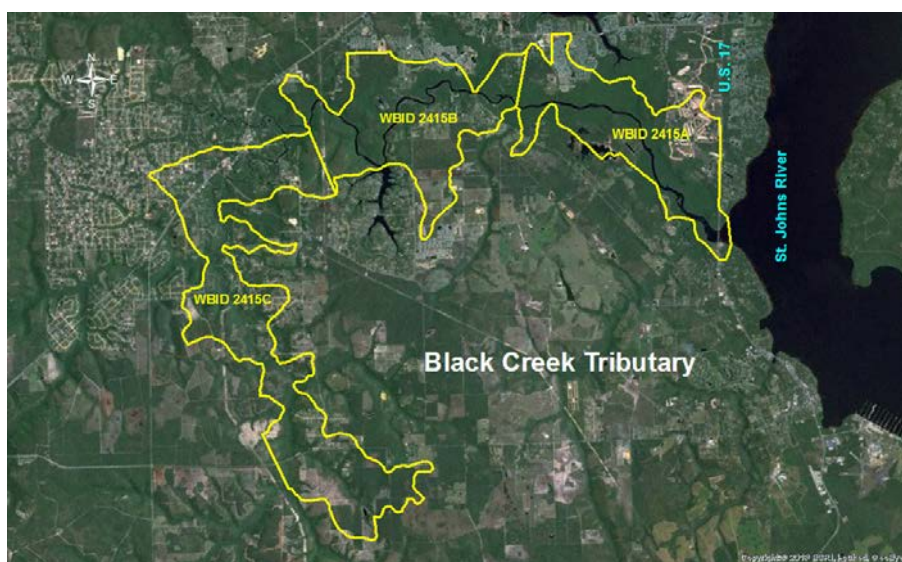 N
W E
S
U.S. 17
WBID 2415B
WBID 2415A
St. Johns River
WBID 2415C
Black Creek Tributary